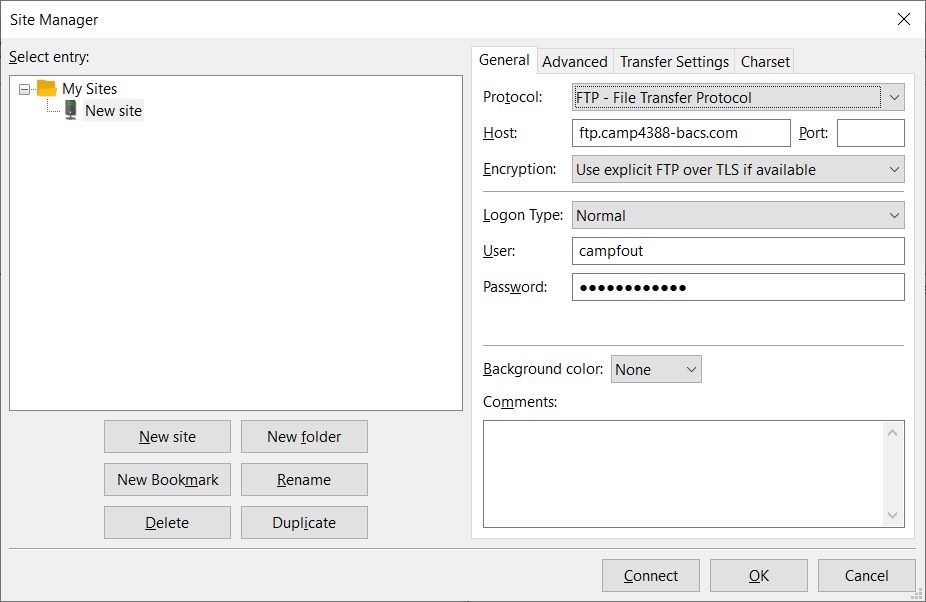 Site Manager
Select entry:
My Sites
New site
New site
New folder
New Bookmark
Rename
Delete
Duplicate
General
Advanced
Transfer Settings
Charset
Protocol:
FTP - File Transfer Protocol
Host:
ftp.camp4388-bacs.com
Port:
Encryption:
Use explicit FTP over TLS if available
Logon Type:
Normal
User:
campfout
Password:
●●●●●●●●●●●●
Background color:
None
Comments:
Connect
OK
Cancel